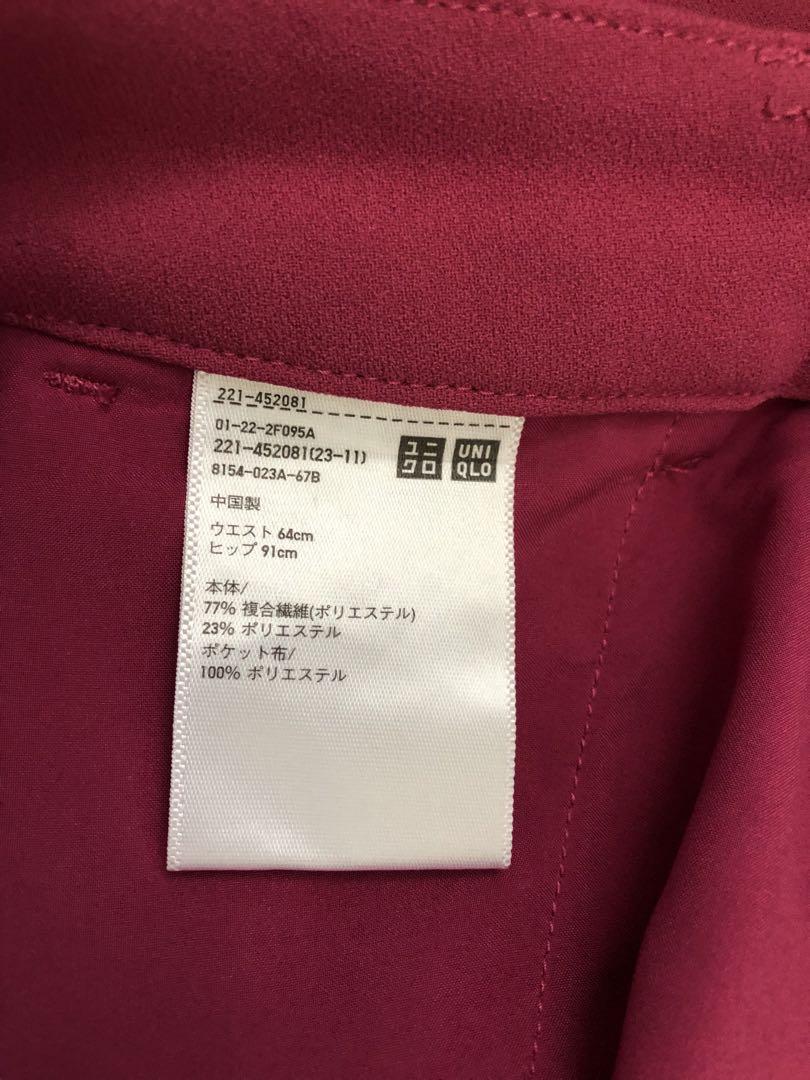 221-452081
01-22-2F095A
221-452081(23-11)
8154-023A-67B
ユニ
クロ
UNI
QLO
中国製
ウエスト 64cm
ヒップ 91cm
本体/
77% 複合繊維(ポリエステル)
23% ポリエステル
ポケット布/
100% ポリエステル